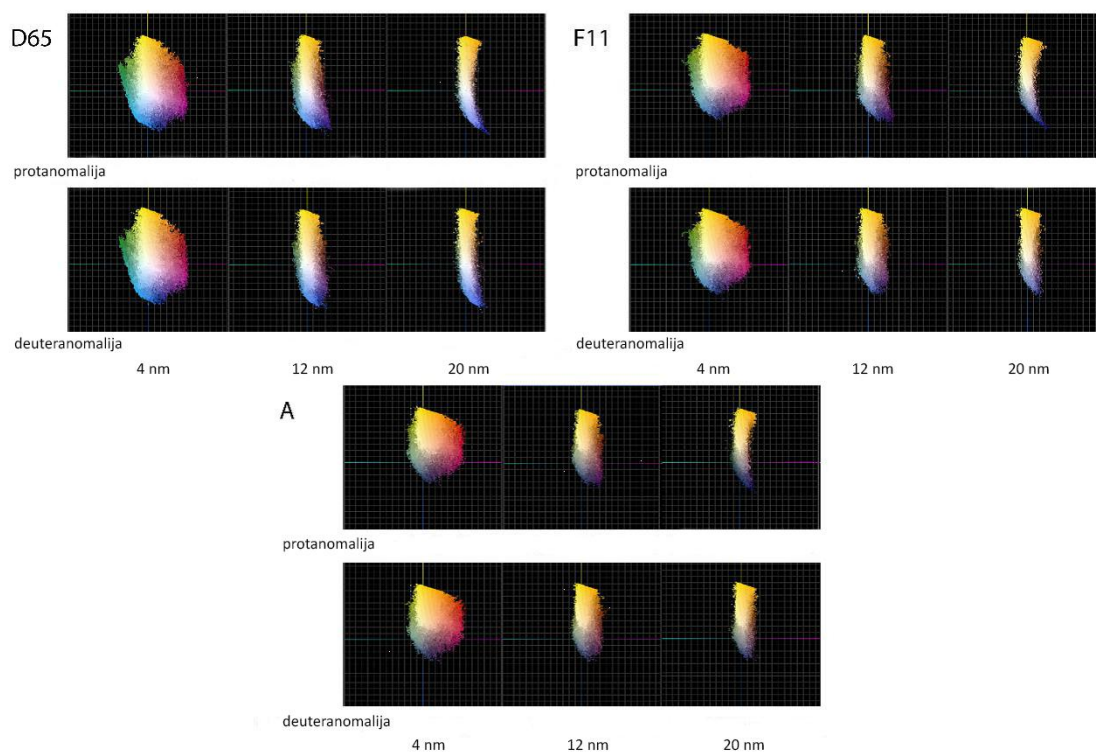 D65
protanomalija
deuteranomalija
4 nm
12 nm
20 nm
F11
protanomalija
deuteranomalija
4 nm
12 nm
20 nm
A
protanomalija
deuteranomalija
4 nm
12 nm
20 nm